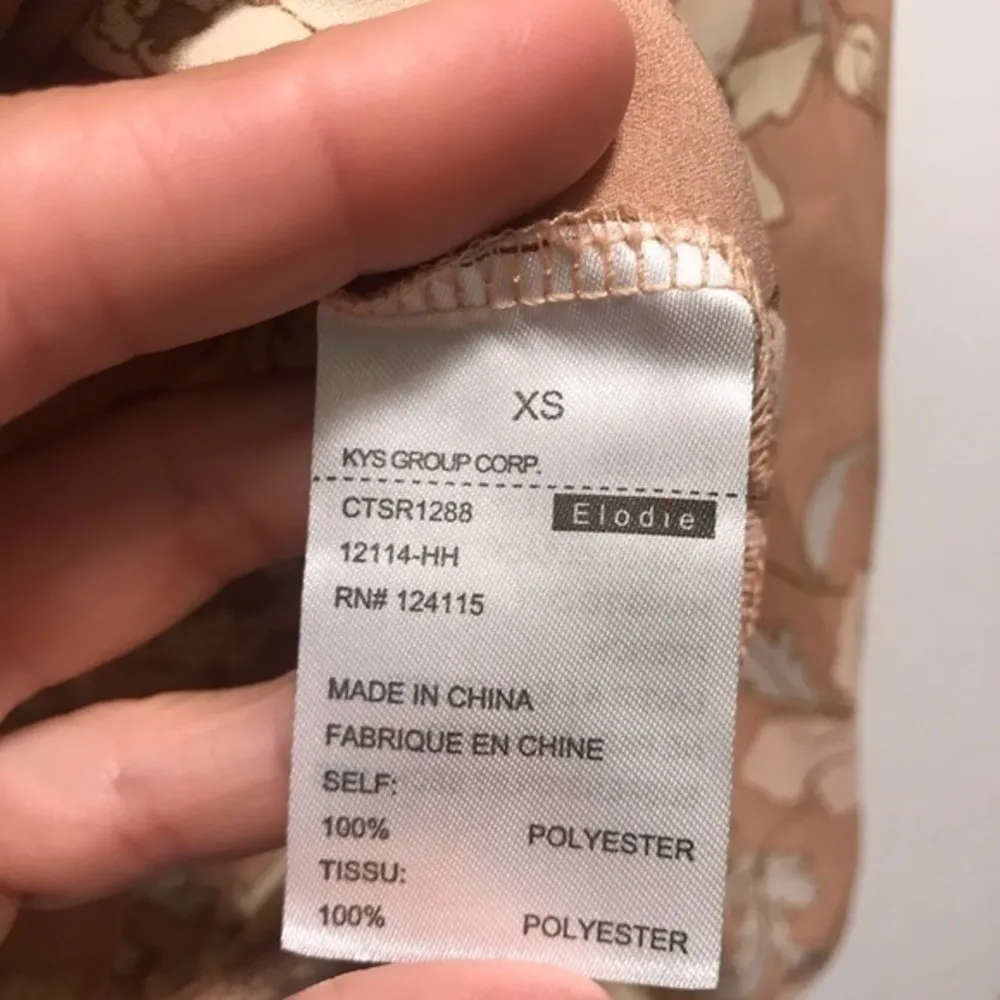 XS
KYS GROUP CORP.
CTSR1288 Elodie
12114-HH
RN# 124115
MADE IN CHINA
FABRIQUE EN CHINE
SELF:
100% POLYESTER
TISSU:
100% POLYESTER